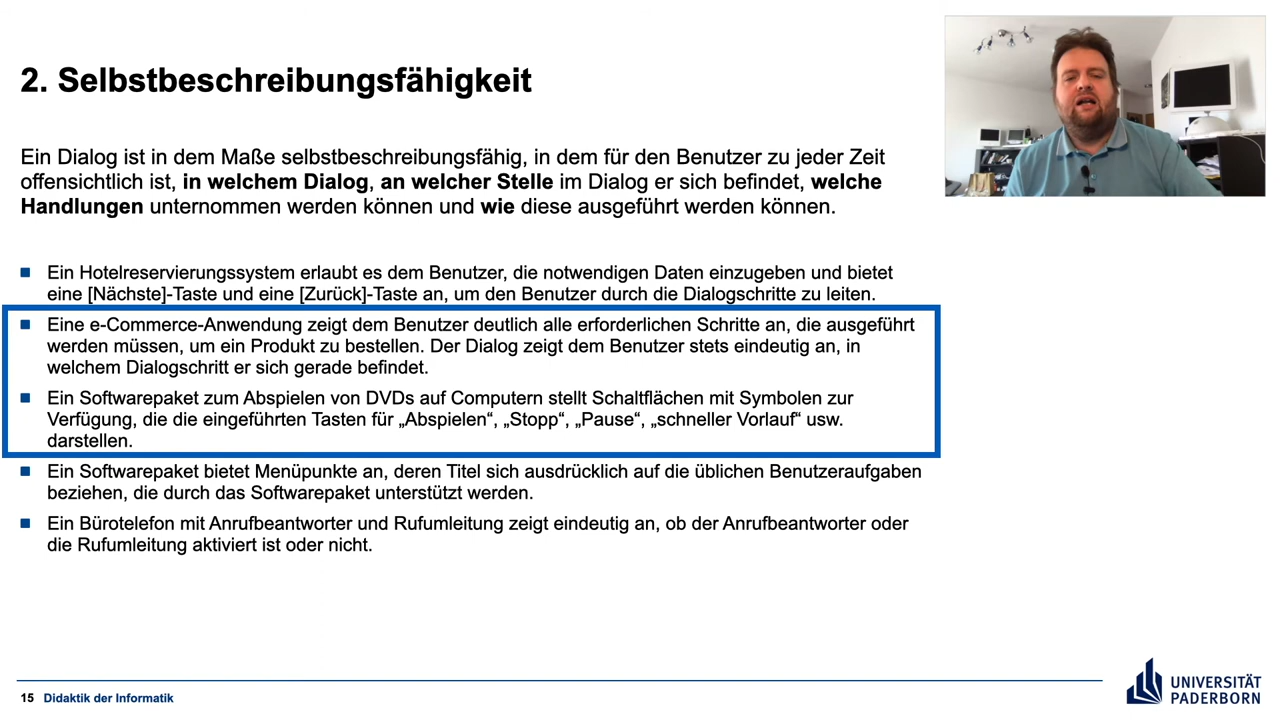 2. Selbstbeschreibungsfähigkeit
Ein Dialog ist in dem Maße selbstbeschreibungsfähig, in dem für den Benutzer zu jeder Zeit
offensichtlich ist, in welchem Dialog, an welcher Stelle im Dialog er sich befindet, welche
Handlungen unternommen werden können und wie diese ausgeführt werden können.
Ein Hotelreservierungssystem erlaubt es dem Benutzer, die notwendigen Daten einzugeben und bietet
eine [Nächste]-Taste und eine [Zurück]-Taste an, um den Benutzer durch die Dialogschritte zu leiten.
Eine e-Commerce-Anwendung zeigt dem Benutzer deutlich alle erforderlichen Schritte an, die ausgeführt
werden müssen, um ein Produkt zu bestellen. Der Dialog zeigt dem Benutzer stets eindeutig an, in
welchem Dialogschritt er sich gerade befindet.
Ein Softwarepaket zum Abspielen von DVDs auf Computern stellt Schaltflächen mit Symbolen zur
Verfügung, die die eingeführten Tasten für „Abspielen“, „Stopp“, „Pause“, „schneller Vorlauf“ usw.
darstellen.
Ein Softwarepaket bietet Menüpunkte an, deren Titel sich ausdrücklich auf die üblichen Benutzeraufgaben
beziehen, die durch das Softwarepaket unterstützt werden.
Ein Bürotelefon mit Anrufbeantworter und Rufumleitung zeigt eindeutig an, ob der Anrufbeantworter oder
die Rufumleitung aktiviert ist oder nicht.
15 Didaktik der Informatik
UNIVERSITÄT
PADERBORN